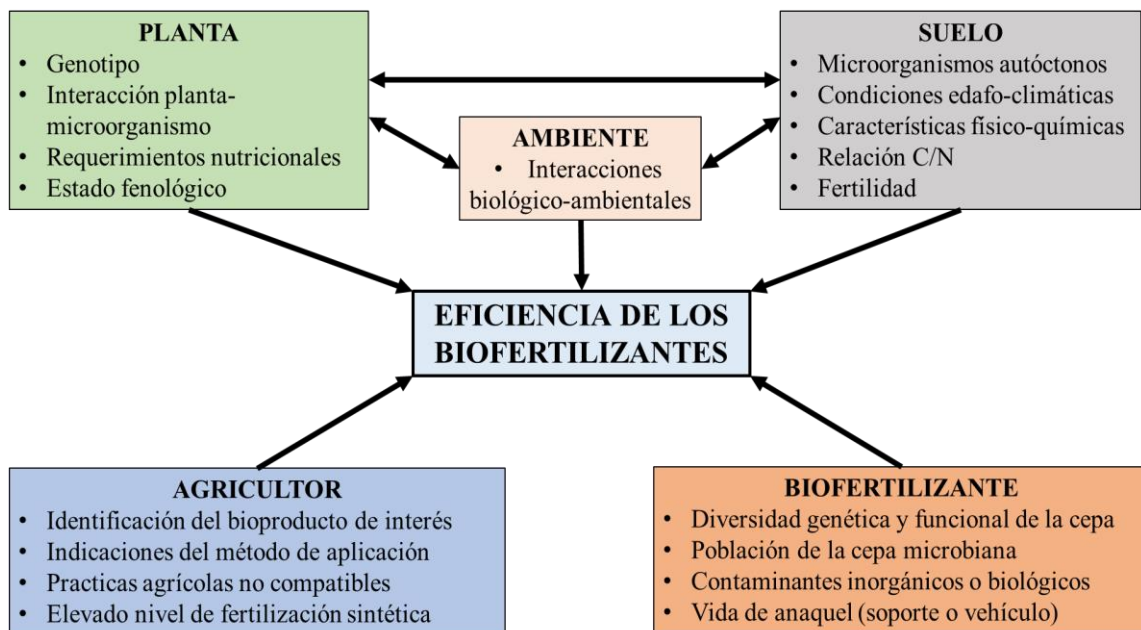 PLANTA
• Genotipo
• Interacción planta-
microorganismo
• Requerimientos nutricionales
• Estado fenológico
SUELO
• Microorganismos autóctonos
• Condiciones edafo-climáticas
• Características físico-químicas
• Relación C/N
• Fertilidad
AMBIENTE
• Interacciones
biológico-ambientales
EFICIENCIA DE LOS
BIOFERTILIZANTES
AGRICULTOR
• Identificación del bioproducto de interés
• Indicaciones del método de aplicación
• Practicas agrícolas no compatibles
• Elevado nivel de fertilización sintética
BIOFERTILIZANTE
• Diversidad genética y funcional de la cepa
• Población de la cepa microbiana
• Contaminantes inorgánicos o biológicos
• Vida de anaquel (soporte o vehículo)